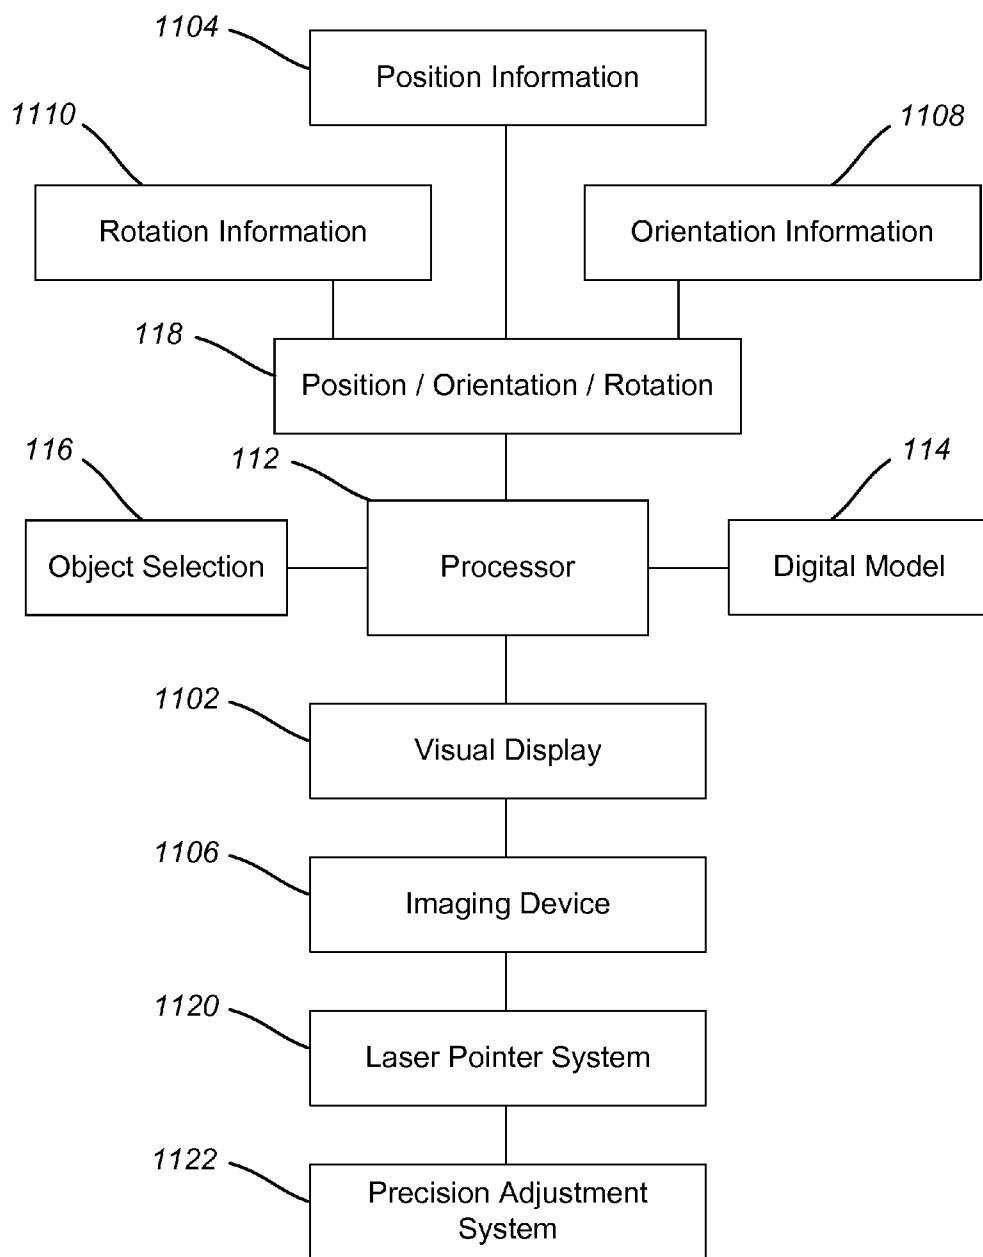 1104
Position Information
1110
1108
Rotation Information
Orientation Information
118
Position / Orientation / Rotation
116
112
114
Object Selection
Processor
Digital Model
1102
Visual Display
1106
Imaging Device
1120
Laser Pointer System
1122
Precision Adjustment
System